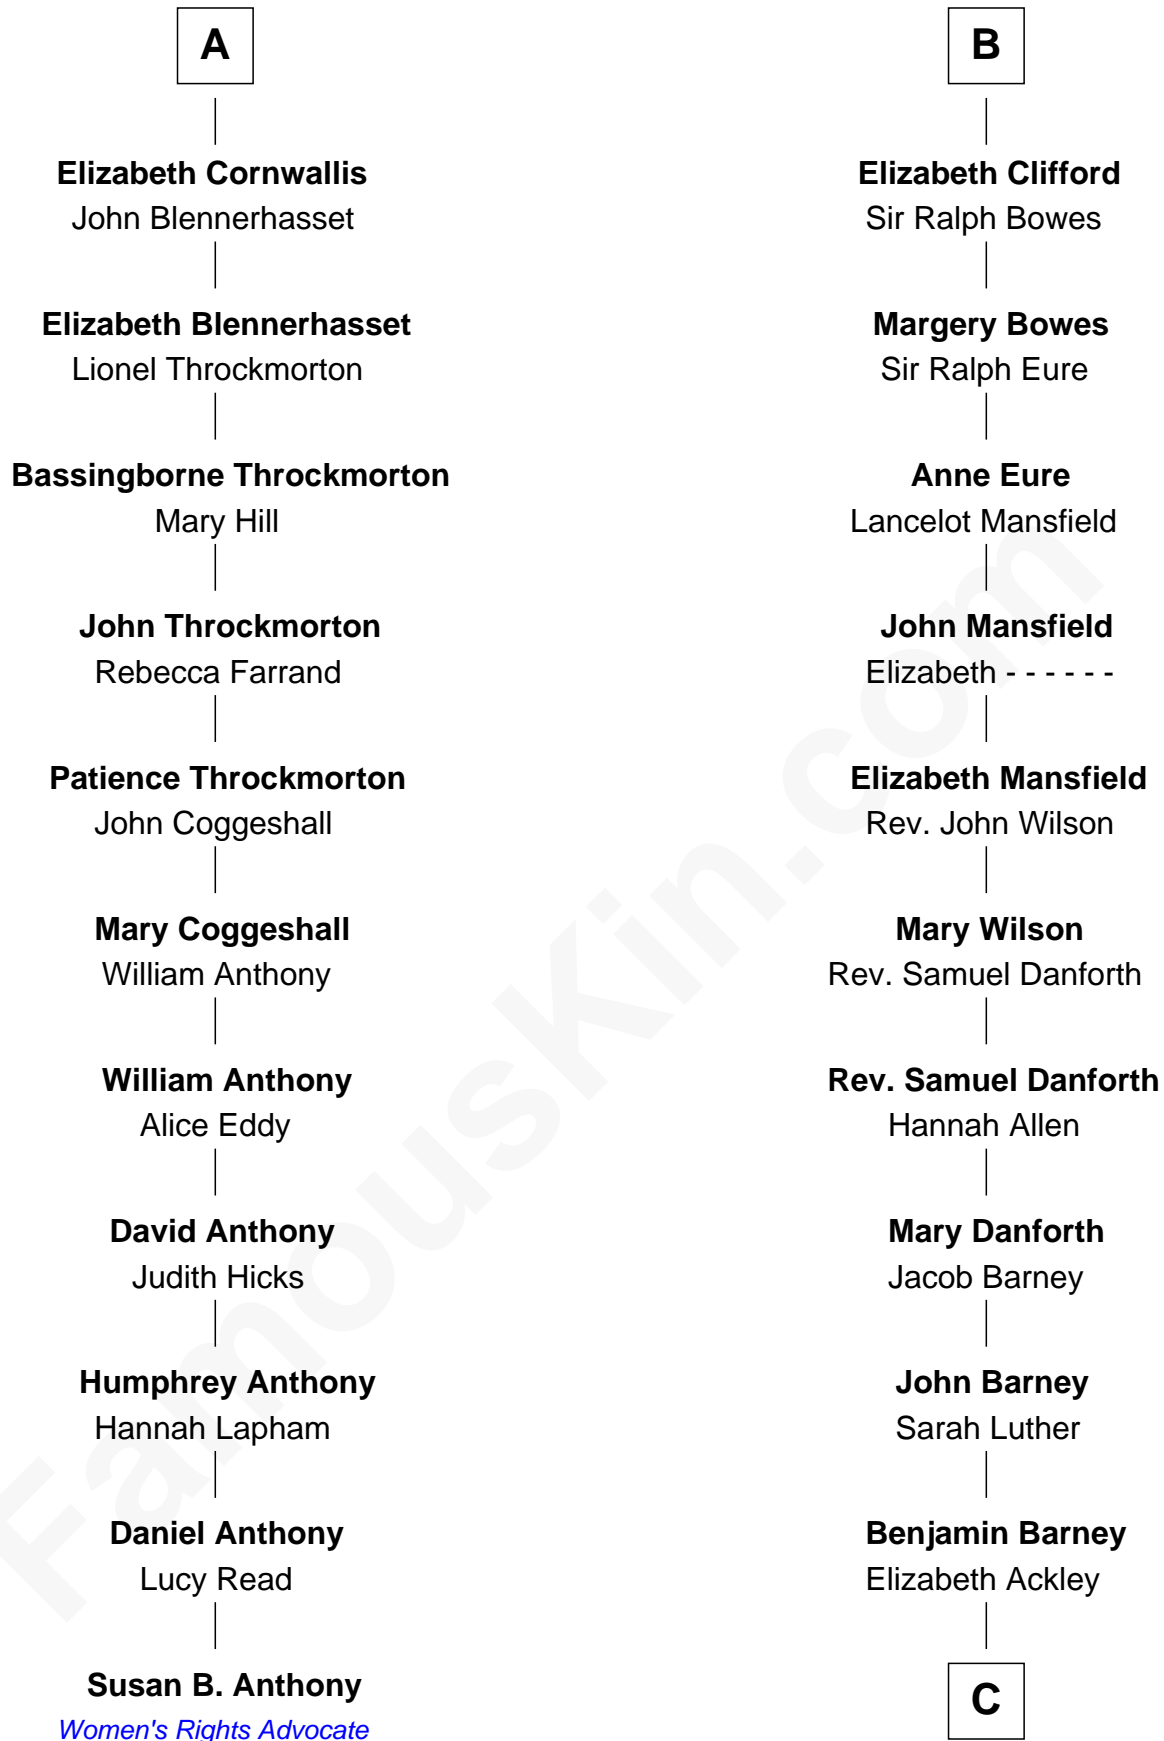 A
Elizabeth Cornwallis
John Blennerhasset
Elizabeth Blennerhasset
Lionel Throckmorton
Bassingborne Throckmorton
Mary Hill
John Throckmorton
Rebecca Farrand
Patience Throckmorton
John Coggeshall
Mary Coggeshall
William Anthony
William Anthony
Alice Eddy
David Anthony
Judith Hicks
Humphrey Anthony
Hannah Lapham
Daniel Anthony
Lucy Read
Susan B. Anthony
Women's Rights Advocate
B
Elizabeth Clifford
Sir Ralph Bowes
Margery Bowes
Sir Ralph Eure
Anne Eure
Lancelot Mansfield
John Mansfield
Elizabeth - - - - - -
Elizabeth Mansfield
Rev. John Wilson
Mary Wilson
Rev. Samuel Danforth
Rev. Samuel Danforth
Hannah Allen
Mary Danforth
Jacob Barney
John Barney
Sarah Luther
Benjamin Barney
Elizabeth Ackley
C
FamousKin.com